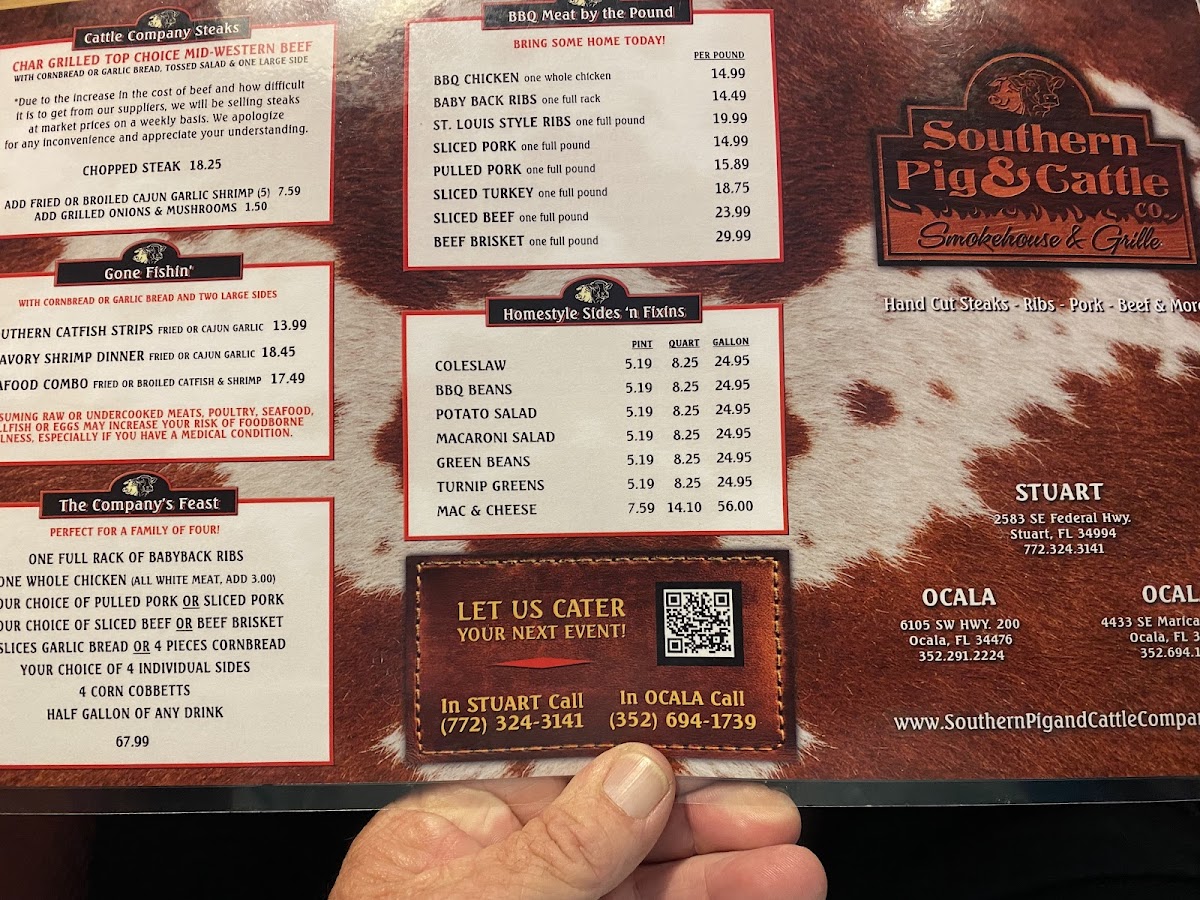 Cattle Company Steaks
CHAR GRILLED TOP CHOICE MID-WESTERN BEEF
WITH CORNBREAD OR GARLIC BREAD, TOSSED SALAD & ONE LARGE SIDE
*Due to the increase in the cost of beef and how difficult
it is to get from our suppliers, we will be selling steaks
at market prices on a weekly basis. We apologize
for any inconvenience and appreciate your understanding.
CHOPPED STEAK 18.25
ADD FRIED OR BROILED CAJUN GARLIC SHRIMP (5) 7.59
ADD GRILLED ONIONS & MUSHROOMS 1.50
Gone Fishin'
WITH CORNBREAD OR GARLIC BREAD AND TWO LARGE SIDES
UTHERN CATFISH STRIPS FRIED OR CAJUN GARLIC 13.99
AVORY SHRIMP DINNER FRIED OR CAJUN GARLIC 18.45
AFOOD COMBO FRIED OR BROILED CATFISH & SHRIMP 17.49
SUMING RAW OR UNDERCOOKED MEATS, POULTRY, SEAFOOD,
LLFISH OR EGGS MAY INCREASE YOUR RISK OF FOODBORNE
LNESS, ESPECIALLY IF YOU HAVE A MEDICAL CONDITION.
The Company's Feast
PERFECT FOR A FAMILY OF FOUR!
ONE FULL RACK OF BABYBACK RIBS
ONE WHOLE CHICKEN (ALL WHITE MEAT, ADD 3.00)
OUR CHOICE OF PULLED PORK OR SLICED PORK
OUR CHOICE OF SLICED BEEF OR BEEF BRISKET
SLICES GARLIC BREAD OR 4 PIECES CORNBREAD
YOUR CHOICE OF 4 INDIVIDUAL SIDES
4 CORN COBBETTS
HALF GALLON OF ANY DRINK
67.99
BBQ Meat by the Pound
BRING SOME HOME TODAY!
PER POUND
BBQ CHICKEN one whole chicken 14.99
BABY BACK RIBS one full rack 14.49
ST. LOUIS STYLE RIBS one full pound 19.99
SLICED PORK one full pound 14.99
PULLED PORK one full pound 15.89
SLICED TURKEY one full pound 18.75
SLICED BEEF one full pound 23.99
BEEF BRISKET one full pound 29.99
Homestyle Sides 'n Fixins
PINT QUART GALLON
COLESLAW 5.19 8.25 24.95
BBQ BEANS 5.19 8.25 24.95
POTATO SALAD 5.19 8.25 24.95
MACARONI SALAD 5.19 8.25 24.95
GREEN BEANS 5.19 8.25 24.95
TURNIP GREENS 5.19 8.25 24.95
MAC & CHEESE 7.59 14.10 56.00
LET US CATER
YOUR NEXT EVENT!
In STUART Call
(772) 324-3141
In OCALA Call
(352) 694-1739
Southern
Pig & Cattle
CO.
Smokehouse & Grille
Hand Cut Steaks - Ribs - Pork - Beef & Mor
STUART
2583 SE Federal Hwy.
Stuart, FL 34994
772.324.3141
OCALA
6105 SW HWY. 200
Ocala, FL 34476
352.291.2224
OCAL
4433 SE Marica
Ocala, FL 3
352.694.1
www.SouthernPigandCattleCompa